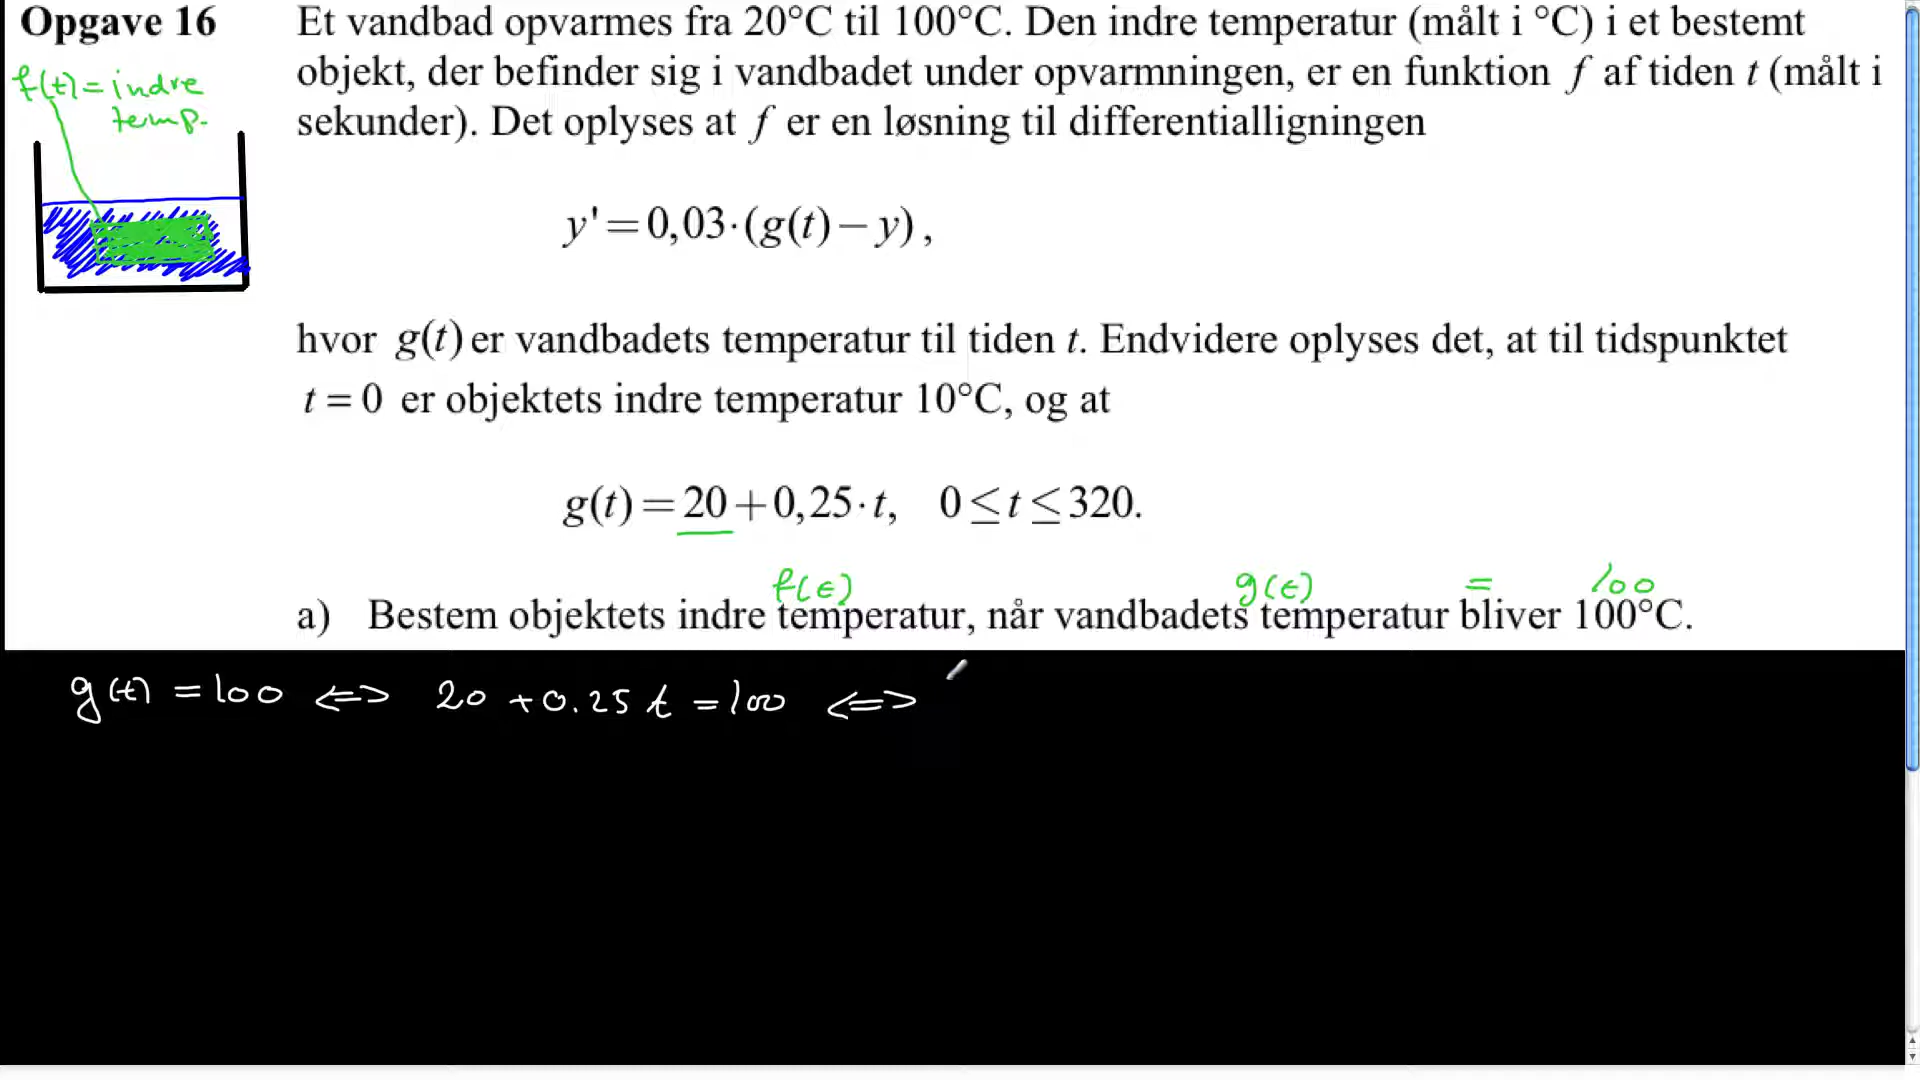 Opgave 16
Et vandbad opvarmes fra 20°C til 100°C. Den indre temperatur (målt i °C) i et bestemt
objekt, der befinder sig i vandbadet under opvarmningen, er en funktion f af tiden t (målt i
sekunder). Det oplyses at f er en løsning til differentialligningen
f(t) = indre
temp.
y' = 0,03·(g(t) − y),
hvor g(t) er vandbadets temperatur til tiden t. Endvidere oplyses det, at til tidspunktet
t = 0 er objektets indre temperatur 10°C, og at
g(t) = 20 + 0,25·t, 0 ≤ t ≤ 320.
f(t) g(t) = 100
a) Bestem objektets indre temperatur, når vandbadets temperatur bliver 100°C.
g(t) = 100 <=> 20 + 0.25 t = 100 <=>